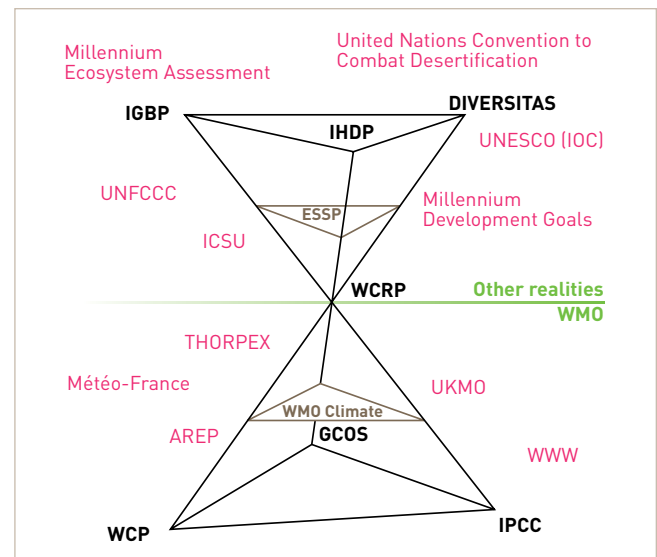 Millennium
Ecosystem Assessment
United Nations Convention to
Combat Desertification
IGBP
DIVERSITAS
IHDP
UNESCO (IOC)
UNFCCC
ESSP
Millennium
Development Goals
ICSU
WCRP
Other realities
WMO
THORPEX
Météo-France
UKMO
WMO Climate
AREP
GCOS
WWW
WCP
IPCC